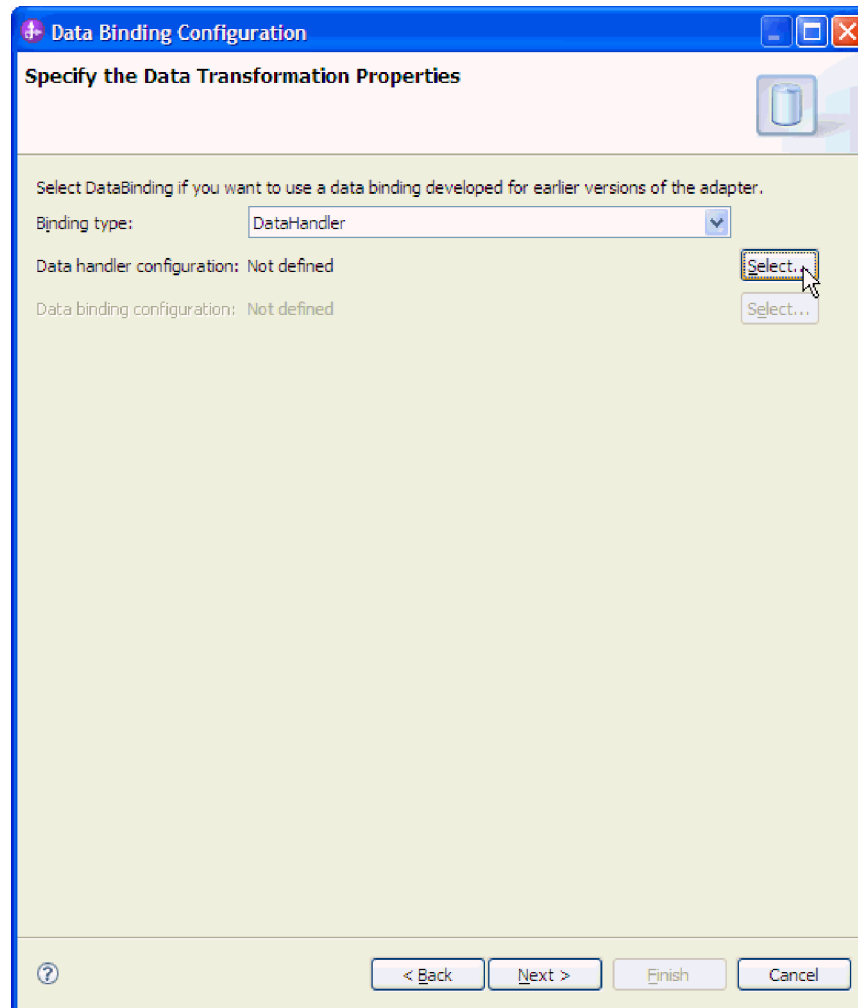 Data Binding Configuration
Specify the Data Transformation Properties
Select DataBinding if you want to use a data binding developed for earlier versions of the adapter.
Binding type: DataHandler
Data handler configuration: Not defined Select...
Data binding configuration: Not defined Select...
? < Back Next > Finish Cancel